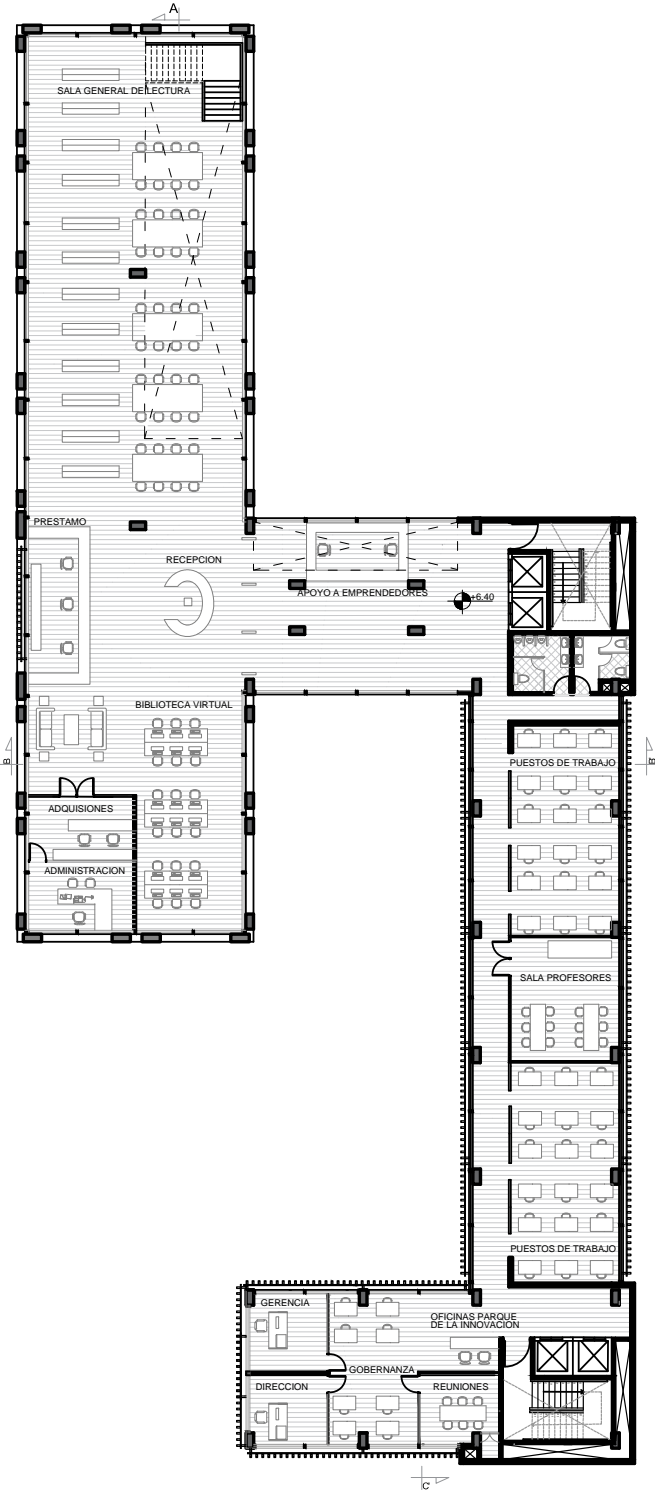 A
SALA GENERAL DE LECTURA
PRESTAMO
RECEPCION
APOYO A EMPRENDEDORES
+6.40
BIBLIOTECA VIRTUAL
B
B'
PUESTOS DE TRABAJO
ADQUISIONES
ADMINISTRACION
SALA PROFESORES
PUESTOS DE TRABAJO
GERENCIA
OFICINAS PARQUE
DE LA INNOVACION
GOBERNANZA
DIRECCION
REUNIONES
C'